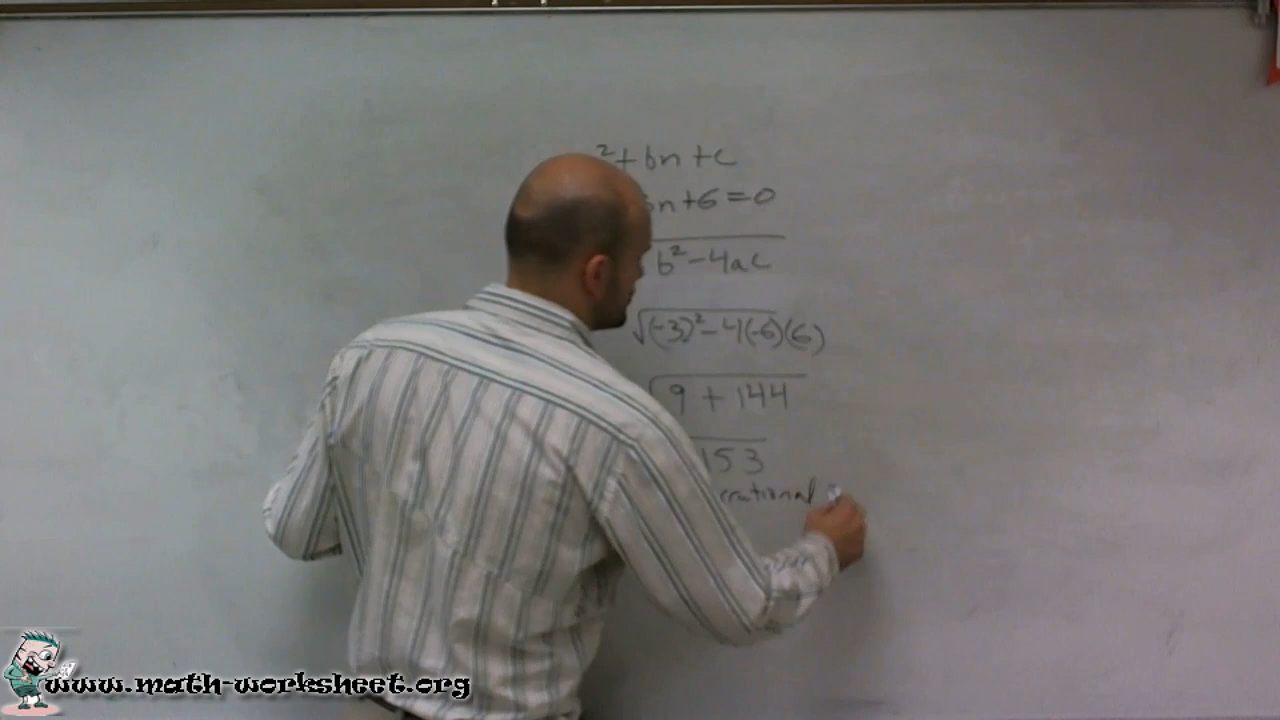 ² + bn + c
3n + 6 = 0
b² - 4ac
√(-3)² - 4(-6)(6)
√9 + 144
153
rational
www.math-worksheet.org